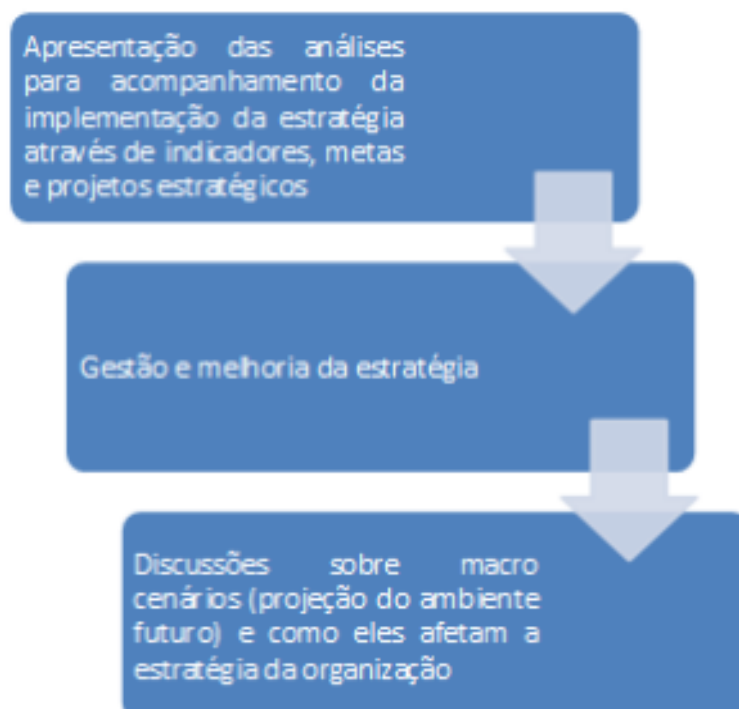 Apresentação das análises
para acompanhamento da
implementação da estratégia
através de indicadores, metas
e projetos estratégicos
Gestão e melhoria da estratégia
Discussões sobre macro
cenários (projeção do ambiente
futuro) e como eles afetam a
estratégia da organização